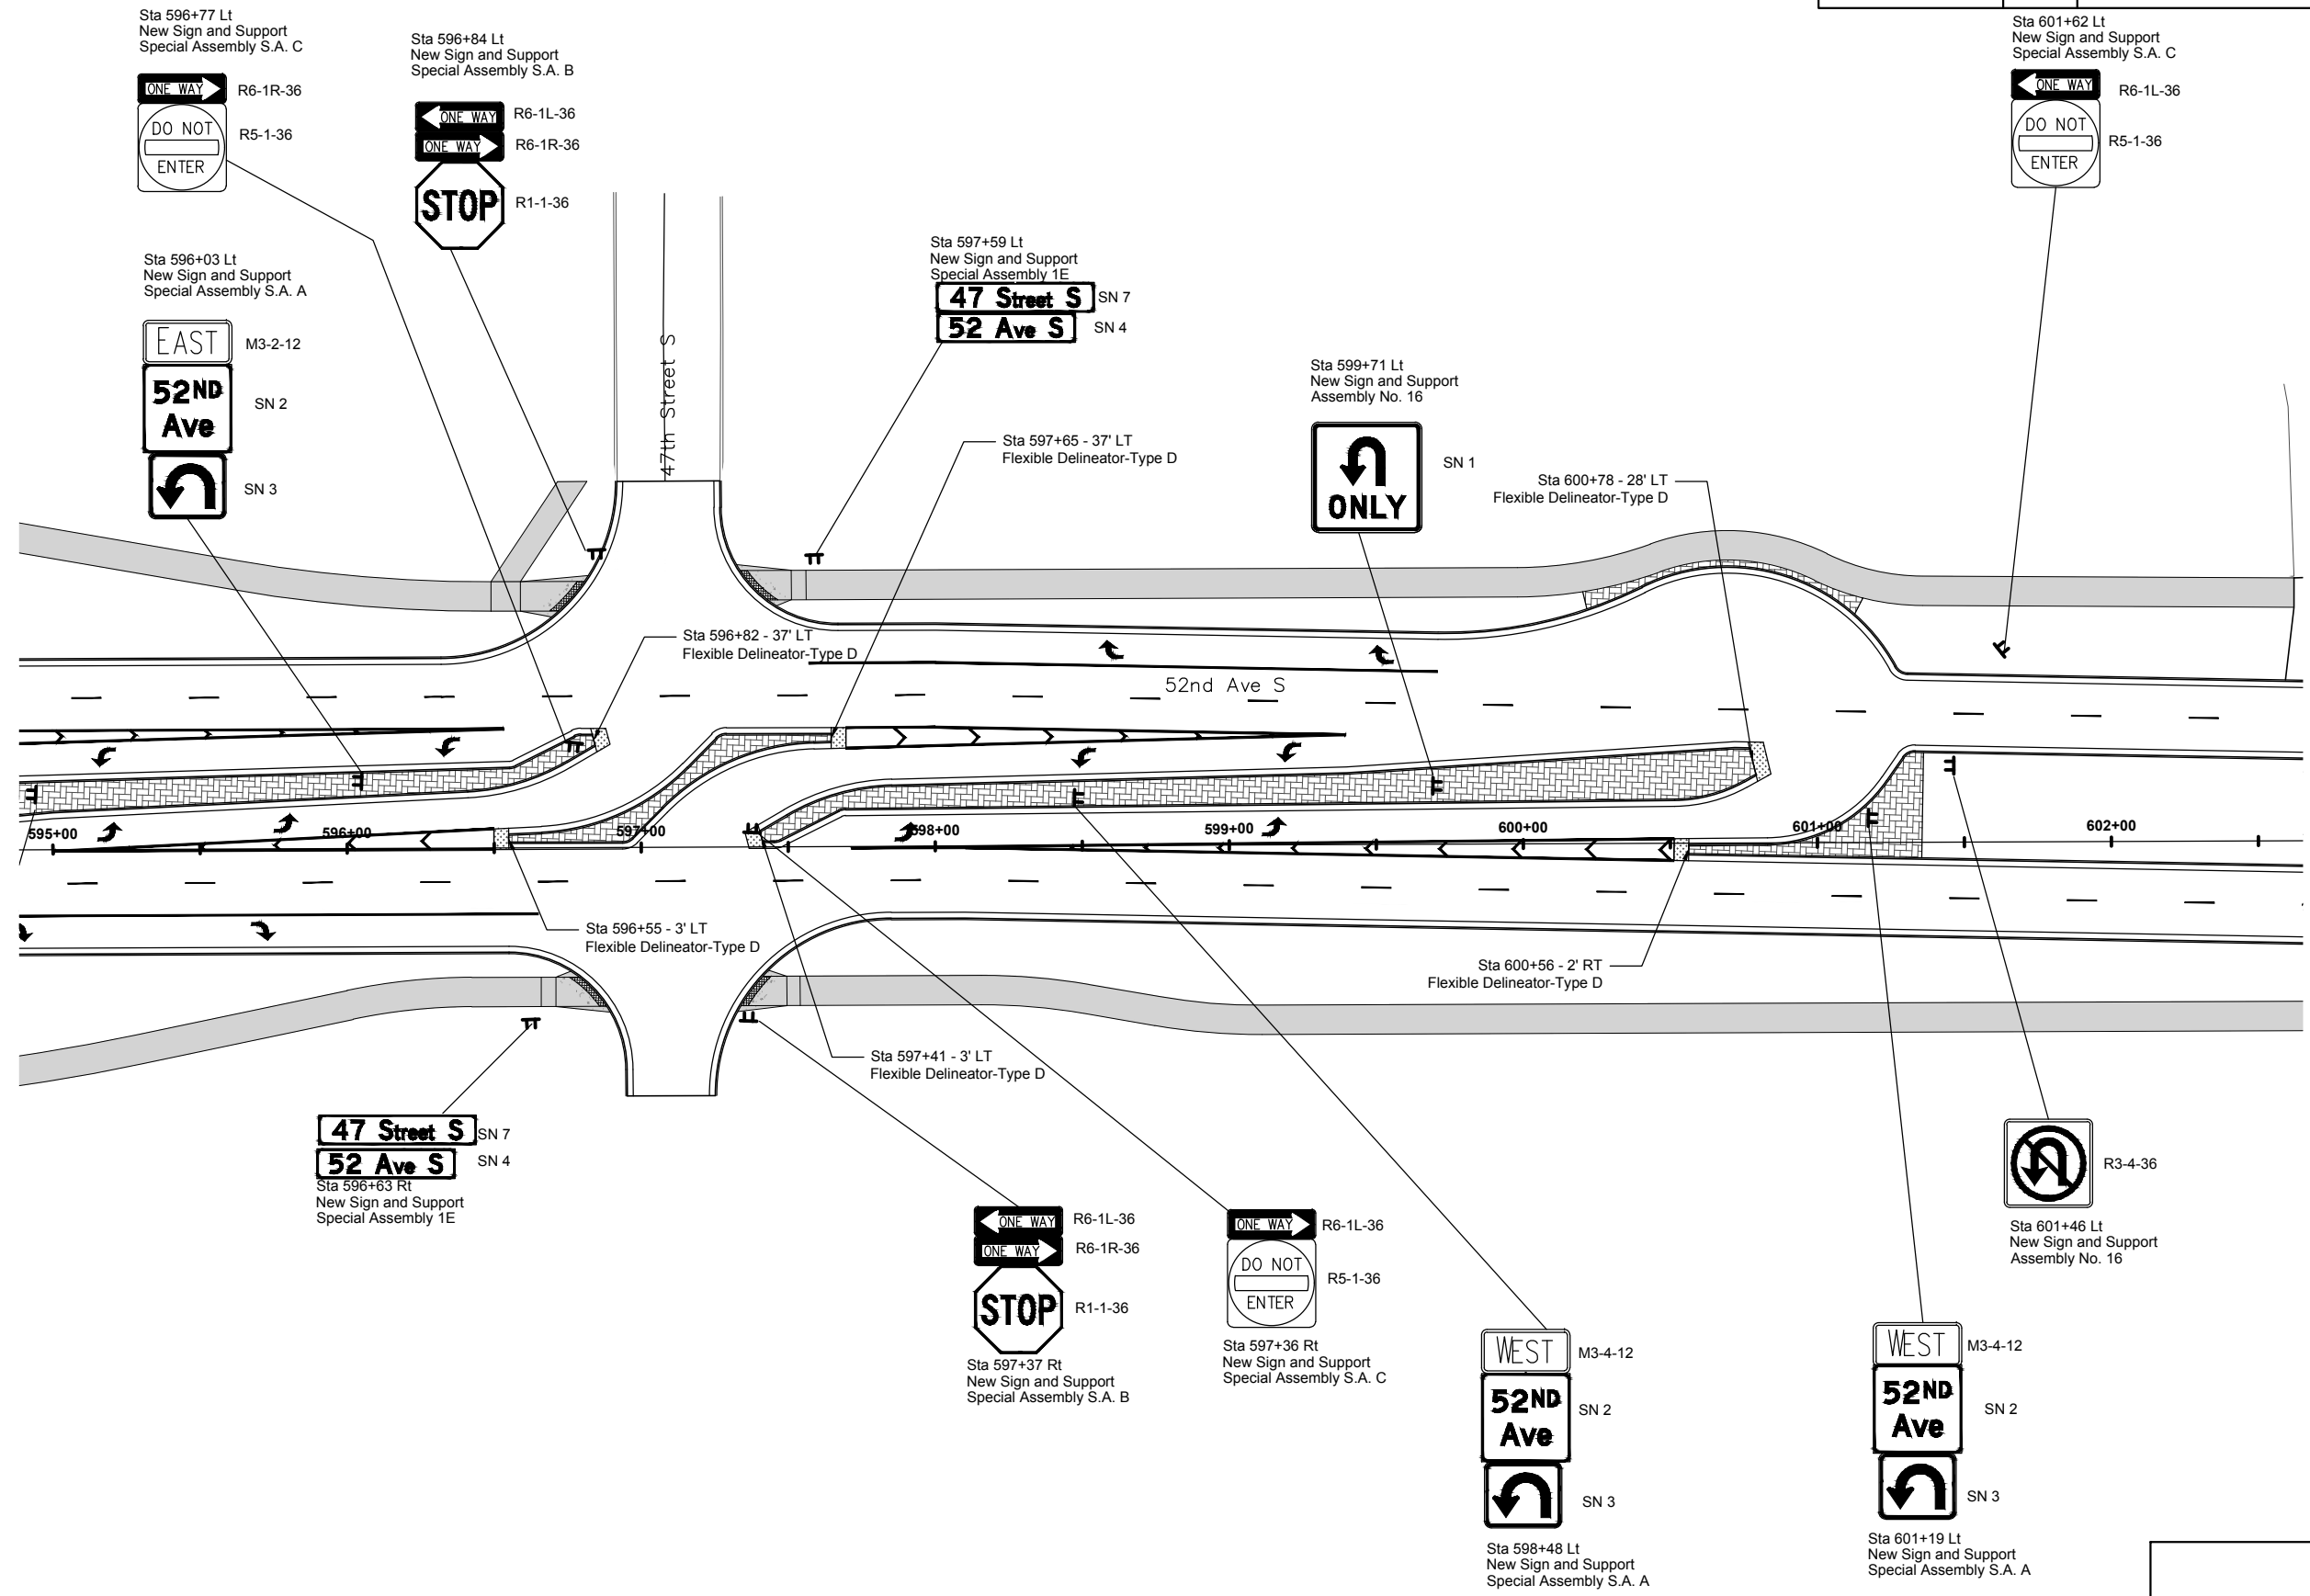 Sta 596+77 Lt
New Sign and Support
Special Assembly S.A. C
ONE WAY
R6-1R-36
DO NOT
ENTER
R5-1-36
Sta 596+84 Lt
New Sign and Support
Special Assembly S.A. B
ONE WAY
R6-1L-36
ONE WAY
R6-1R-36
STOP
R1-1-36
Sta 601+62 Lt
New Sign and Support
Special Assembly S.A. C
ONE WAY
R6-1L-36
DO NOT
ENTER
R5-1-36
Sta 596+03 Lt
New Sign and Support
Special Assembly S.A. A
EAST
M3-2-12
52ND
Ave
SN 2
SN 3
47th Street S
Sta 597+59 Lt
New Sign and Support
Special Assembly 1E
47 Street S
SN 7
52 Ave S
SN 4
Sta 599+71 Lt
New Sign and Support
Assembly No. 16
ONLY
SN 1
Sta 597+65 - 37' LT
Flexible Delineator-Type D
Sta 600+78 - 28' LT
Flexible Delineator-Type D
Sta 596+82 - 37' LT
Flexible Delineator-Type D
52nd Ave S
595+00
596+00
597+00
598+00
599+00
600+00
601+00
602+00
Sta 596+55 - 3' LT
Flexible Delineator-Type D
Sta 600+56 - 2' RT
Flexible Delineator-Type D
Sta 597+41 - 3' LT
Flexible Delineator-Type D
47 Street S
SN 7
52 Ave S
SN 4
Sta 596+63 Rt
New Sign and Support
Special Assembly 1E
ONE WAY
R6-1L-36
ONE WAY
R6-1R-36
STOP
R1-1-36
Sta 597+37 Rt
New Sign and Support
Special Assembly S.A. B
ONE WAY
R6-1L-36
DO NOT
ENTER
R5-1-36
Sta 597+36 Rt
New Sign and Support
Special Assembly S.A. C
WEST
M3-4-12
52ND
Ave
SN 2
SN 3
Sta 598+48 Lt
New Sign and Support
Special Assembly S.A. A
R3-4-36
Sta 601+46 Lt
New Sign and Support
Assembly No. 16
WEST
M3-4-12
52ND
Ave
SN 2
SN 3
Sta 601+19 Lt
New Sign and Support
Special Assembly S.A. A